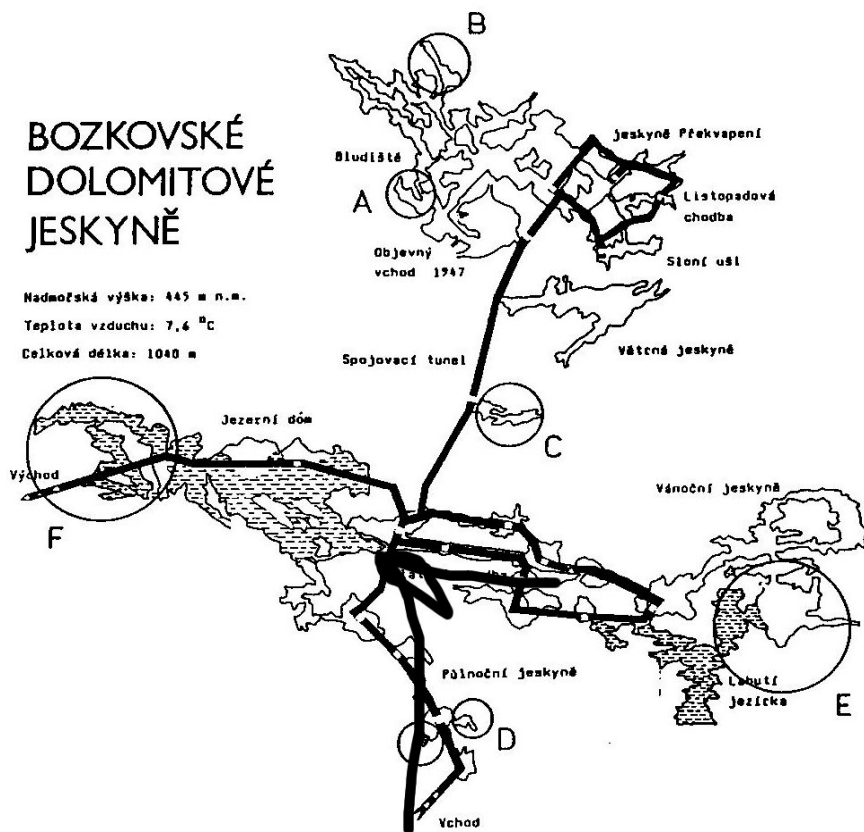 BOZKOVSKÉ
DOLOMITOVÉ
JESKYNĚ
Nadmořská výška: 445 m n.m.
Teplota vzduchu: 7,6 °C
Celková délka: 1040 m
B
jeskyně Překvapení
Bludiště
A
Listopadová
chodba
Objevný
vchod 1947
Sloní uši
Větrná jeskyně
Spojovací tunel
C
Jezerní dóm
Východ
F
Vánoční jeskyně
Půlnoční jeskyně
Labutí
jezírka
E
D
Vchod